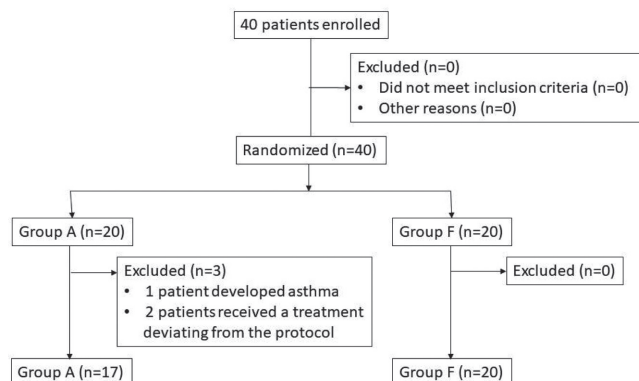 40 patients enrolled
Excluded (n=0)
• Did not meet inclusion criteria (n=0)
• Other reasons (n=0)
Randomized (n=40)
Group A (n=20)
Group F (n=20)
Excluded (n=3)
• 1 patient developed asthma
• 2 patients received a treatment
deviating from the protocol
Excluded (n=0)
Group A (n=17)
Group F (n=20)